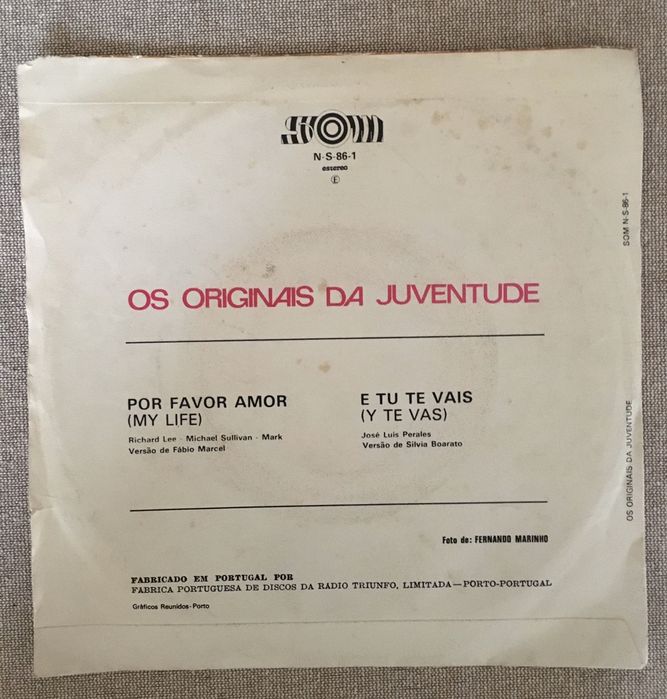 SOM
N-S-86-1
estereo
Ⓔ
OS ORIGINAIS DA JUVENTUDE
POR FAVOR AMOR
(MY LIFE)
Richard Lee - Michael Sullivan - Mark
Versão de Fábio Marcel
E TU TE VAIS
(Y TE VAS)
José Luis Perales
Versão de Silvia Boarato
Foto de: FERNANDO MARINHO
FABRICADO EM PORTUGAL POR
FABRICA PORTUGUESA DE DISCOS DA RADIO TRIUNFO, LIMITADA—PORTO-PORTUGAL
Gráficos Reunidos-Porto
SOM N-S-86-1
OS ORIGINAIS DA JUVENTUDE